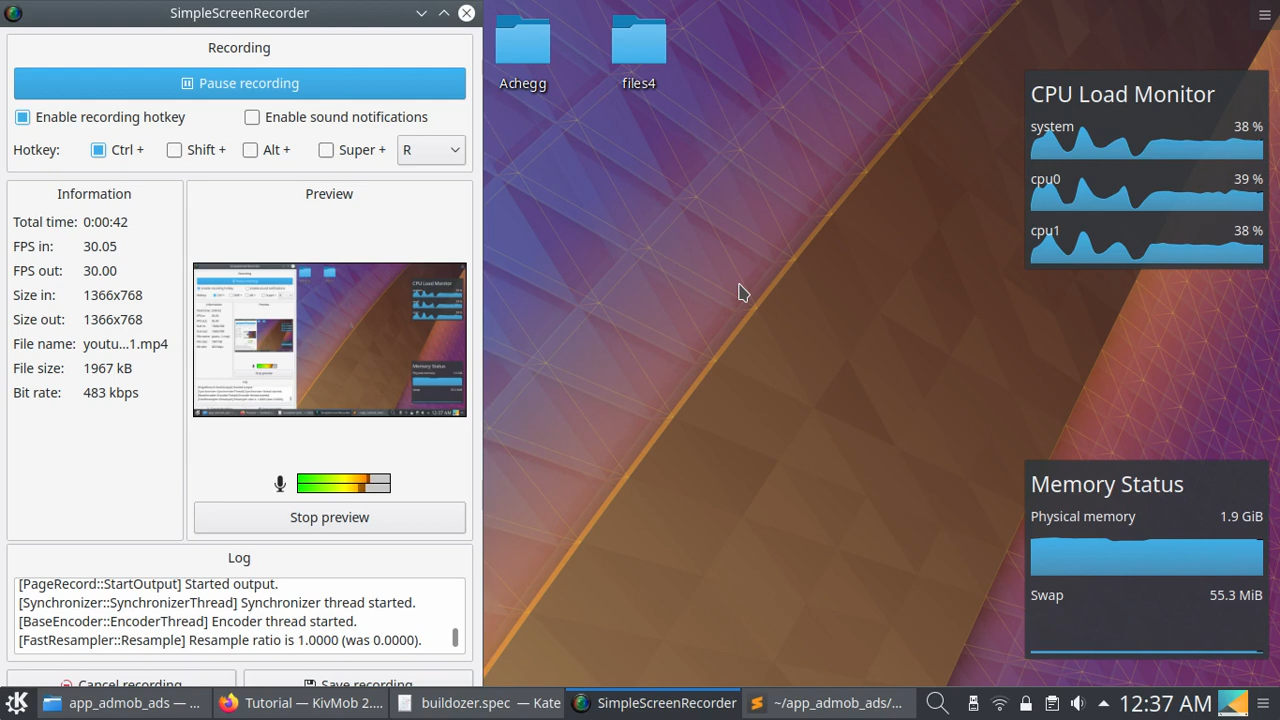 SimpleScreenRecorder
Recording
Pause recording
Enable recording hotkey
Enable sound notifications
Hotkey:
Ctrl +
Shift +
Alt +
Super +
R
Information
Total time: 0:00:42
FPS in: 30.05
FPS out: 30.00
Size in: 1366x768
Size out: 1366x768
File name: youtu...1.mp4
File size: 1967 kB
Bit rate: 483 kbps
Preview
Stop preview
Log
[PageRecord::StartOutput] Started output.
[Synchronizer::SynchronizerThread] Synchronizer thread started.
[BaseEncoder::EncoderThread] Encoder thread started.
[FastResampler::Resample] Resample ratio is 1.0000 (was 0.0000).
Cancel recording
Save recording
Achegg
files4
CPU Load Monitor
system 38 %
cpu0 39 %
cpu1 38 %
Memory Status
Physical memory 1.9 GiB
Swap 55.3 MiB
app_admob_ads — ...
Tutorial — KivMob 2....
buildozer.spec — Kate
SimpleScreenRecorder
~/app_admob_ads/...
12:37 AM